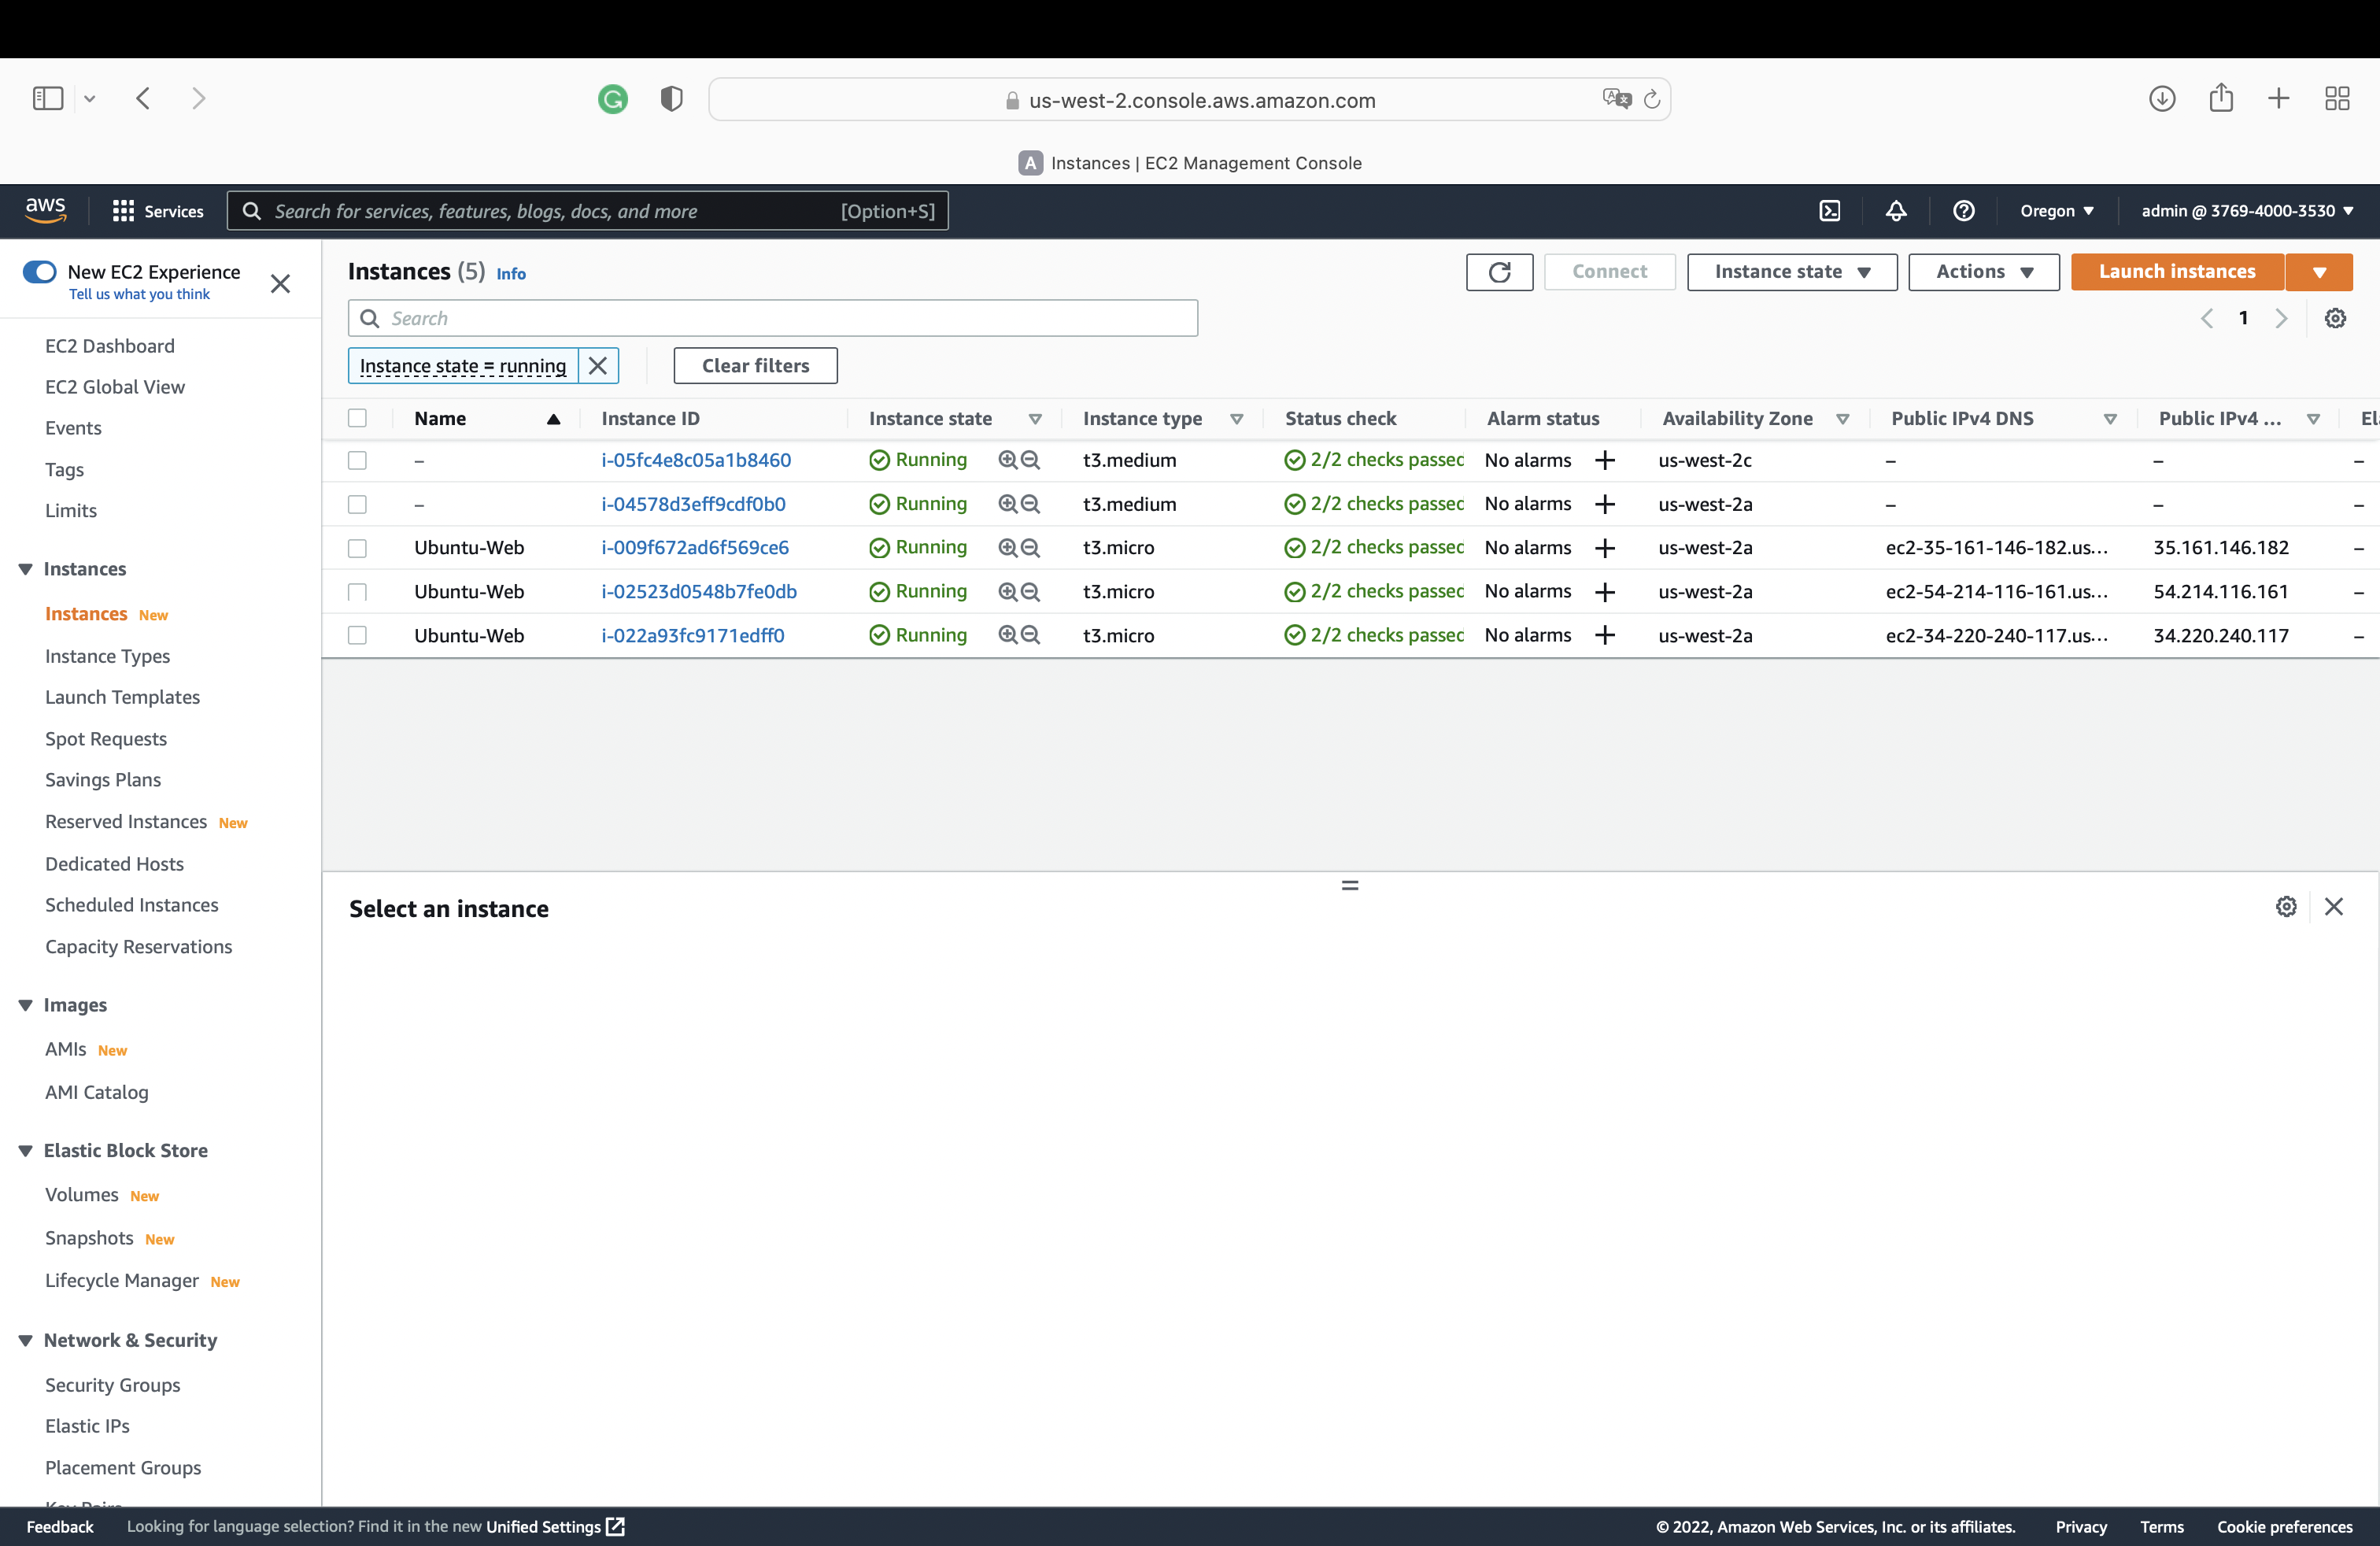 us-west-2.console.aws.amazon.com
A Instances | EC2 Management Console
aws Services Search for services, features, blogs, docs, and more [Option+S] Oregon ▼ admin @ 3769-4000-3530 ▼
New EC2 Experience
Tell us what you think
EC2 Dashboard
EC2 Global View
Events
Tags
Limits
Instances
Instances New
Instance Types
Launch Templates
Spot Requests
Savings Plans
Reserved Instances New
Dedicated Hosts
Scheduled Instances
Capacity Reservations
Images
AMIs New
AMI Catalog
Elastic Block Store
Volumes New
Snapshots New
Lifecycle Manager New
Network & Security
Security Groups
Elastic IPs
Placement Groups
Instances (5) Info Connect Instance state ▼ Actions ▼ Launch instances ▼
Search 1
Instance state = running Clear filters
Name Instance ID Instance state Instance type Status check Alarm status Availability Zone Public IPv4 DNS Public IPv4 ...
– i-05fc4e8c05a1b8460 Running t3.medium 2/2 checks passed No alarms + us-west-2c – – –
– i-04578d3eff9cdf0b0 Running t3.medium 2/2 checks passed No alarms + us-west-2a – – –
Ubuntu-Web i-009f672ad6f569ce6 Running t3.micro 2/2 checks passed No alarms + us-west-2a ec2-35-161-146-182.us... 35.161.146.182 –
Ubuntu-Web i-02523d0548b7fe0db Running t3.micro 2/2 checks passed No alarms + us-west-2a ec2-54-214-116-161.us... 54.214.116.161 –
Ubuntu-Web i-022a93fc9171edff0 Running t3.micro 2/2 checks passed No alarms + us-west-2a ec2-34-220-240-117.us... 34.220.240.117 –
Select an instance
Feedback Looking for language selection? Find it in the new Unified Settings © 2022, Amazon Web Services, Inc. or its affiliates. Privacy Terms Cookie preferences